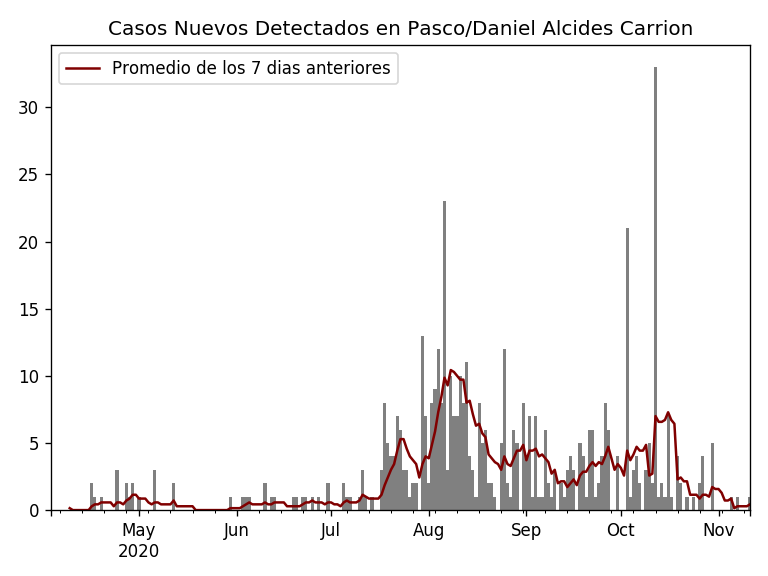 Casos Nuevos Detectados en Pasco/Daniel Alcides Carrion
Promedio de los 7 dias anteriores
30
25
20
15
10
5
0
May Jun Jul Aug Sep Oct Nov
2020